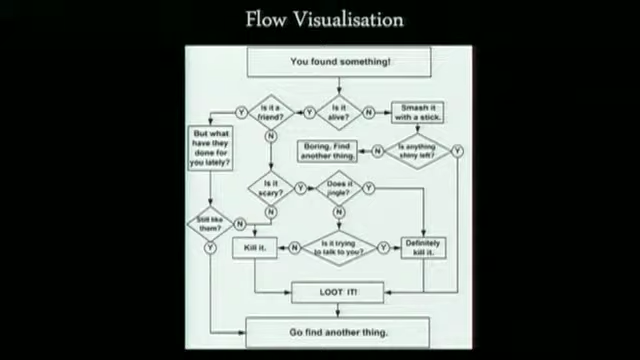 Flow Visualisation
You found something!
Is it a
friend?
Is it
alive?
Smash it
with a stick.
Y
Y
N
But what
have they
done for
you lately?
N
Boring. Find
another thing.
N
Is anything
shiny left?
Y
Is it
scary?
Y
Does it
jingle?
Y
N
N
Still like
them?
N
Kill it.
N
Is it trying
to talk to you?
Y
Definitely
kill it.
Y
LOOT IT!
Go find another thing.